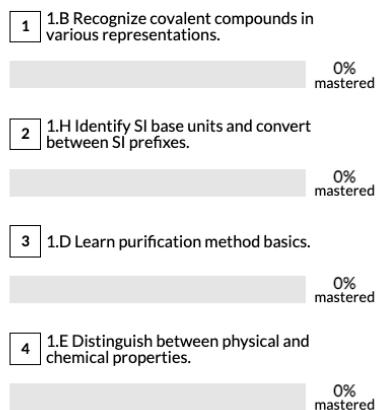 1
1.B Recognize covalent compounds in
various representations.
0%
mastered
2
1.H Identify SI base units and convert
between SI prefixes.
0%
mastered
3
1.D Learn purification method basics.
0%
mastered
4
1.E Distinguish between physical and
chemical properties.
0%
mastered